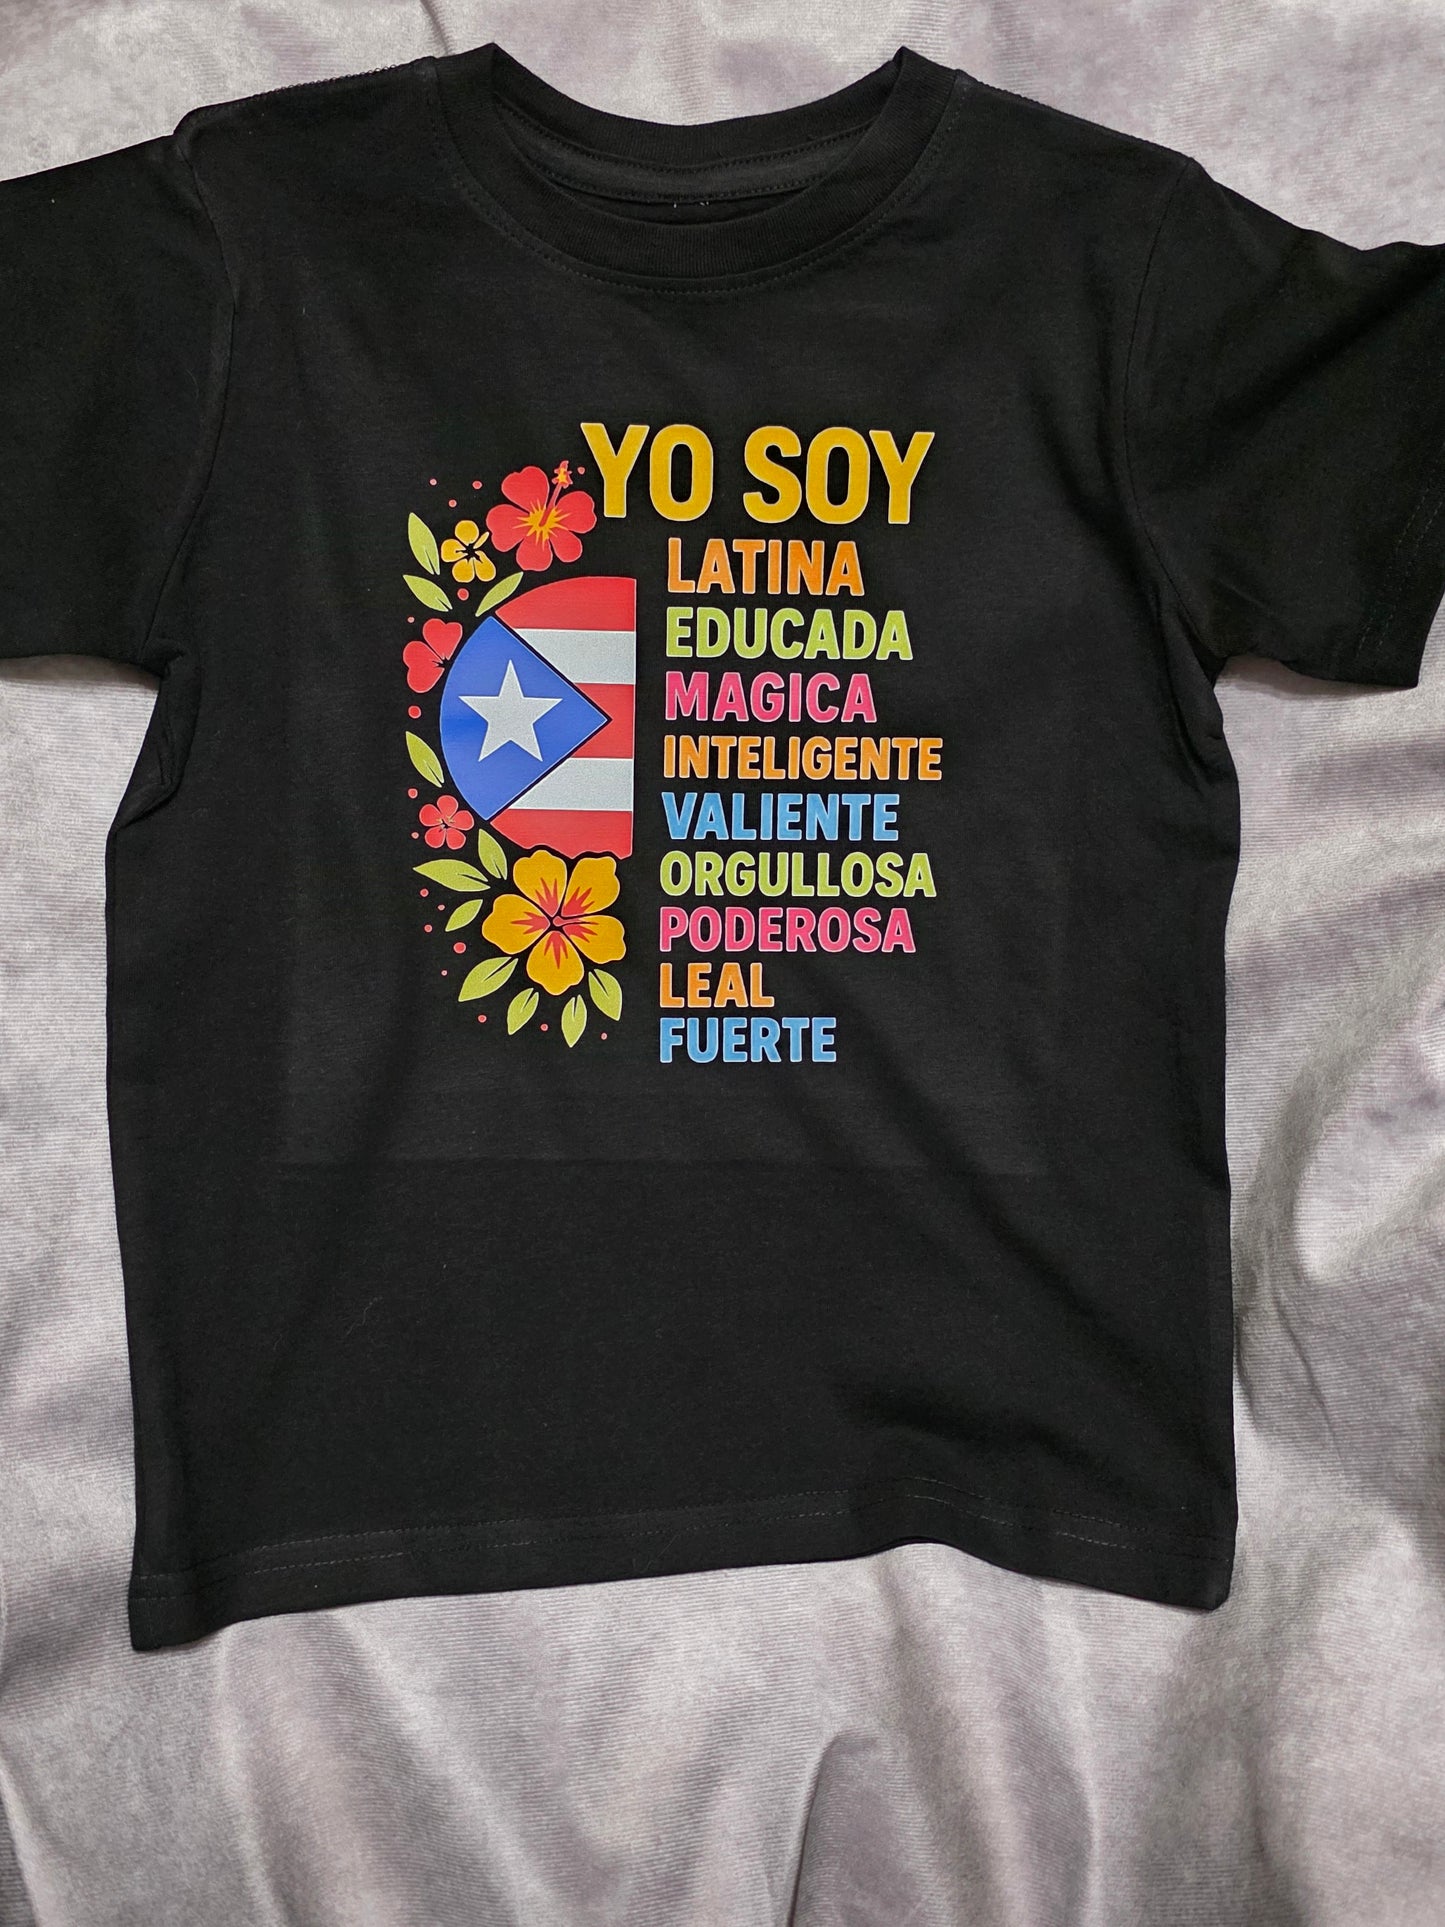 YO SOY
LATINA
EDUCADA
MAGICA
INTELIGENTE
VALIENTE
ORGULLOSA
PODEROSA
LEAL
FUERTE